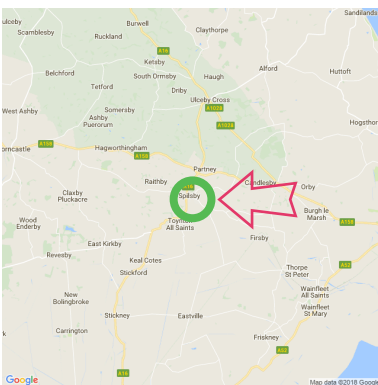 Sandilands
ulceby
Burwell
Claythorpe
Scamblesby
Ruckland
A16
Ketsby
Belchford
South Ormsby
Haugh
Alford
Huttoft
Tetford
Driby
Ulceby Cross
West Ashby
Somersby
A1028
Ashby
Puerorum
A1028
Hogsthor
orncastle
A158
Hagworthingham
A158
Partney
Raithby
Candlesby
Orby
Claxby
Pluckacre
A16
Spilsby
Burgh le
Marsh
A158
Wood
Enderby
Toynton
All Saints
Firsby
East Kirkby
Revesby
Keal Cotes
A52
Stickford
Thorpe
St Peter
New
Bolingbroke
Wainfleet
All Saints
Stickney
Eastville
Wainfleet
St Mary
k
Carrington
Friskney
A52
A16
Google
Map data ©2018 Google